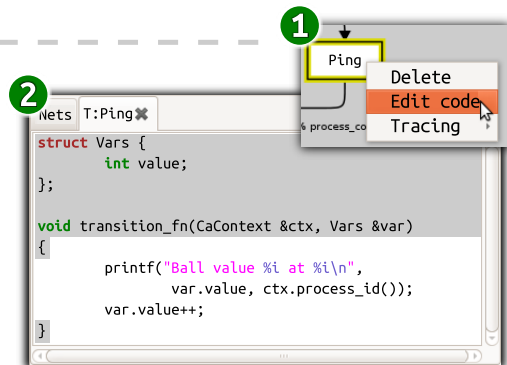 1
Ping
Delete
Edit code
Tracing
process_co
2
Nets
T:Ping
struct Vars {
int value;
};
void transition_fn(CaContext &ctx, Vars &var)
{
printf("Ball value %i at %i\n",
var.value, ctx.process_id());
var.value++;
}